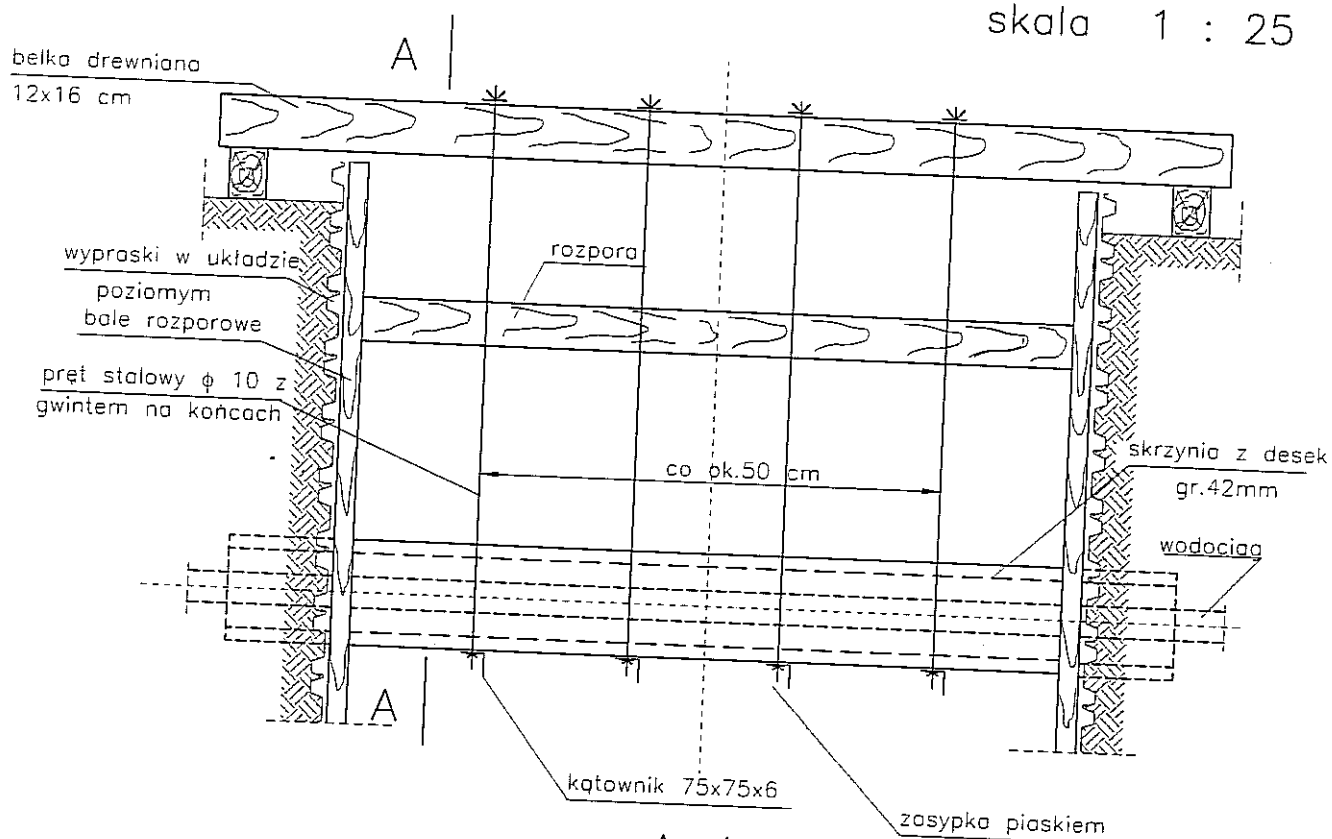 skala 1 : 25
A
belka drewniana
12x16 cm
wypraski w układzie
poziomym
bale rozporowe
rozpora
pręt stalowy ϕ 10 z
gwintem na końcach
co ok.50 cm
skrzynia z desek
gr.42mm
wodociąg
A
kątownik 75x75x6
zasypka piaskiem